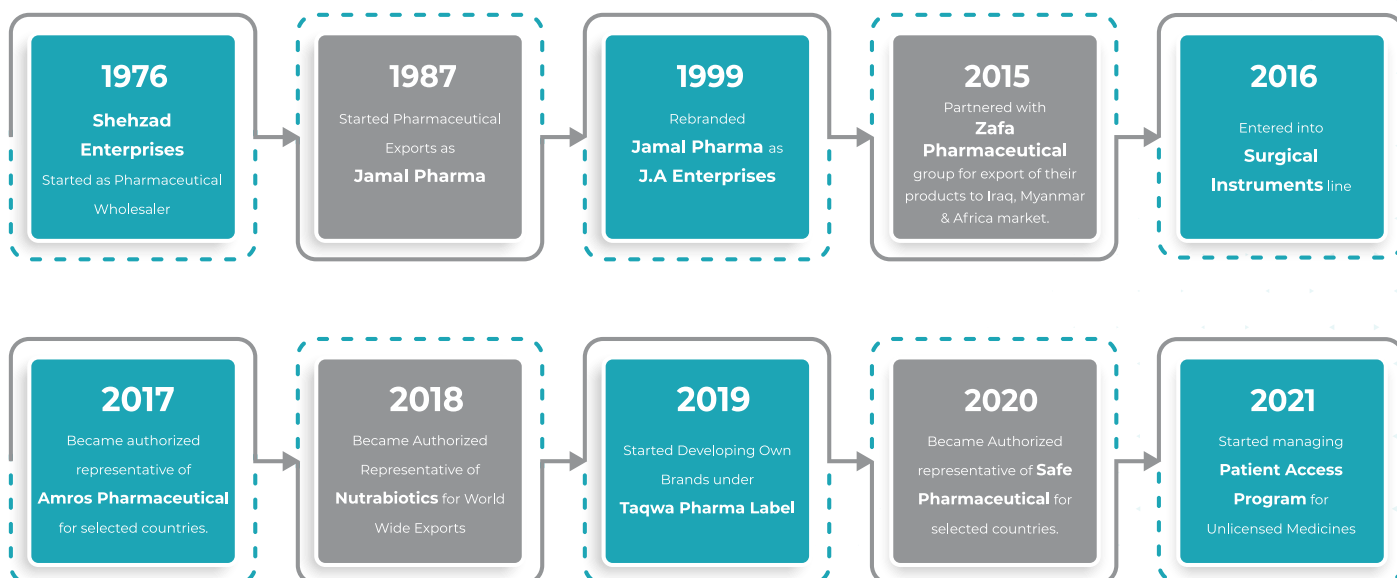 1976
Shehzad
Enterprises
Started as Pharmaceutical
Wholesaler
1987
Started Pharmaceutical
Exports as
Jamal Pharma
1999
Rebranded
Jamal Pharma as
J.A Enterprises
2015
Partnered with
Zafa
Pharmaceutical
group for export of their
products to Iraq, Myanmar
& Africa market.
2016
Entered into
Surgical
Instruments line
2017
Became authorized
representative of
Amros Pharmaceutical
for selected countries.
2018
Became Authorized
Representative of
Nutrabiotics for World
Wide Exports
2019
Started Developing Own
Brands under
Taqwa Pharma Label
2020
Became Authorized
representative of Safe
Pharmaceutical for
selected countries.
2021
Started managing
Patient Access
Program for
Unlicensed Medicines